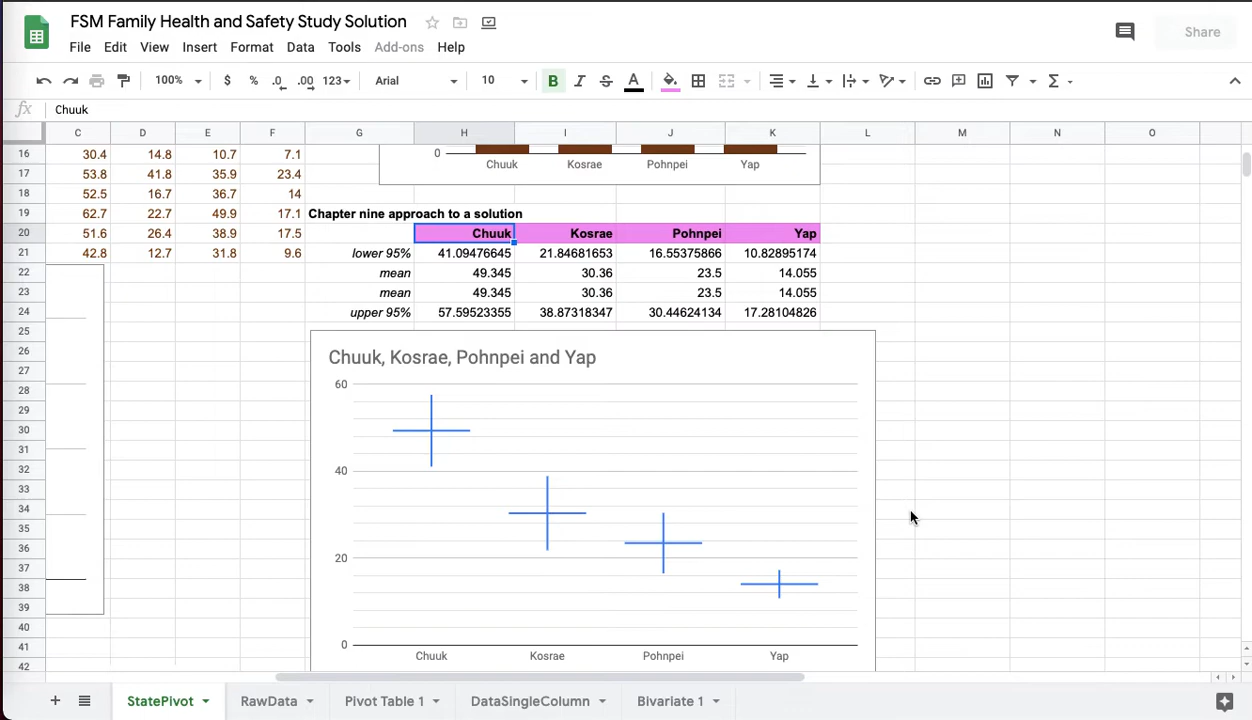 FSM Family Health and Safety Study Solution
File Edit View Insert Format Data Tools Add-ons Help
Share
100% $ % .0 .00 123 Arial 10 B I S A Σ
fx Chuuk
C D E F G H I J K L M N O
16 30.4 14.8 10.7 7.1
0
Chuuk Kosrae Pohnpei Yap
17 53.8 41.8 35.9 23.4
18 52.5 16.7 36.7 14
19 62.7 22.7 49.9 17.1 Chapter nine approach to a solution
20 51.6 26.4 38.9 17.5 Chuuk Kosrae Pohnpei Yap
21 42.8 12.7 31.8 9.6 lower 95% 41.09476645 21.84681653 16.55375866 10.82895174
22 mean 49.345 30.36 23.5 14.055
23 mean 49.345 30.36 23.5 14.055
24 upper 95% 57.59523355 38.87318347 30.44624134 17.28104826
25
26
27
28
29
30
31
32
33
34
35
36
37
38
39
40
41
42
Chuuk, Kosrae, Pohnpei and Yap
60
40
20
0
Chuuk Kosrae Pohnpei Yap
+ StatePivot RawData Pivot Table 1 DataSingleColumn Bivariate 1